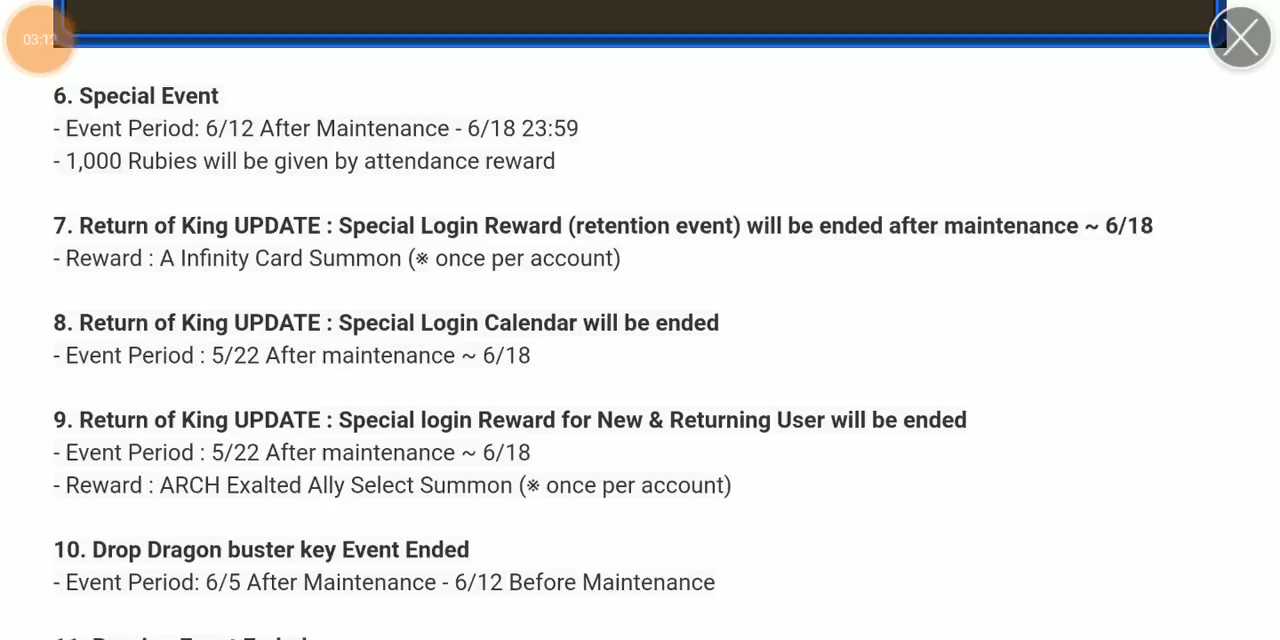 03:1
6. Special Event
- Event Period: 6/12 After Maintenance - 6/18 23:59
- 1,000 Rubies will be given by attendance reward
7. Return of King UPDATE : Special Login Reward (retention event) will be ended after maintenance ~ 6/18
- Reward : A Infinity Card Summon (※ once per account)
8. Return of King UPDATE : Special Login Calendar will be ended
- Event Period : 5/22 After maintenance ~ 6/18
9. Return of King UPDATE : Special login Reward for New & Returning User will be ended
- Event Period : 5/22 After maintenance ~ 6/18
- Reward : ARCH Exalted Ally Select Summon (※ once per account)
10. Drop Dragon buster key Event Ended
- Event Period: 6/5 After Maintenance - 6/12 Before Maintenance